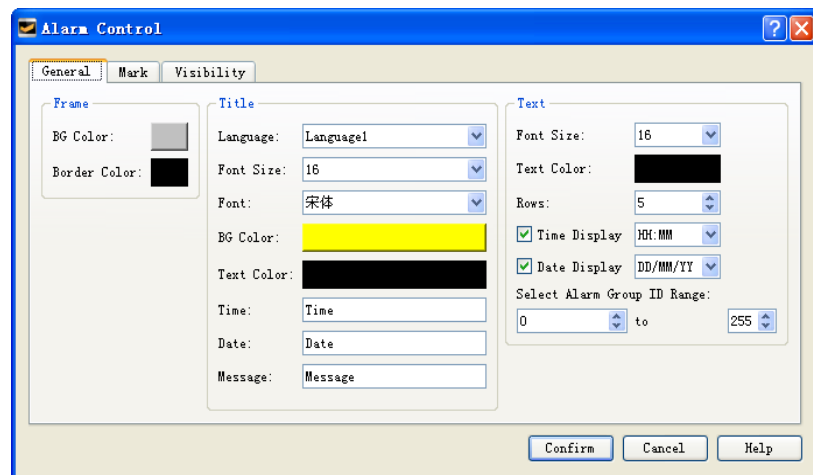 Alarm Control
General Mark Visibility
Frame
BG Color:
Border Color:
Title
Language: Language1
Font Size: 16
Font: 宋体
BG Color:
Text Color:
Time: Time
Date: Date
Message: Message
Text
Font Size: 16
Text Color:
Rows: 5
Time Display HH:MM
Date Display DD/MM/YY
Select Alarm Group ID Range:
0 to 255
Confirm Cancel Help